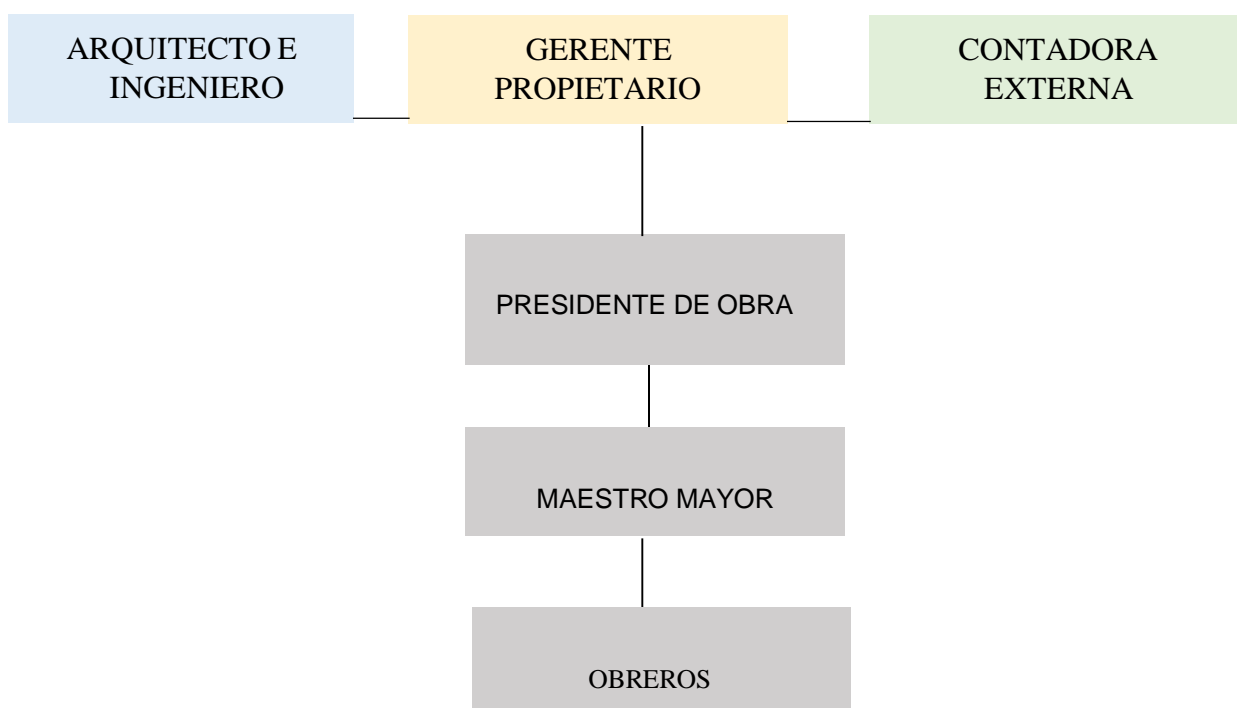 ARQUITECTO E
INGENIERO
GERENTE
PROPIETARIO
CONTADORA
EXTERNA
PRESIDENTE DE OBRA
MAESTRO MAYOR
OBREROS